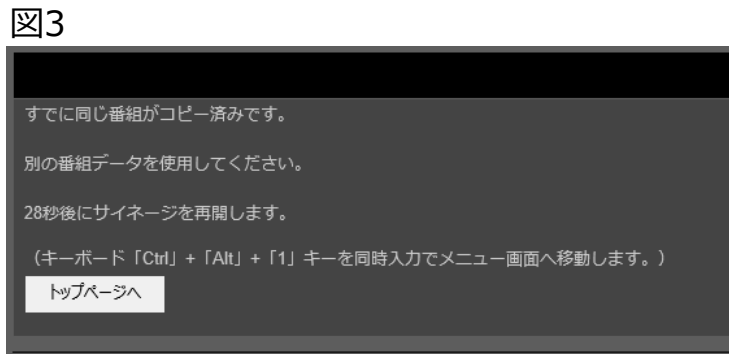 図3
すでに同じ番組がコピー済みです。
別の番組データを使用してください。
28秒後にサイネージを再開します。
（キーボード「Ctrl」+「Alt」+「1」キーを同時入力でメニュー画面へ移動します。）
トップページへ